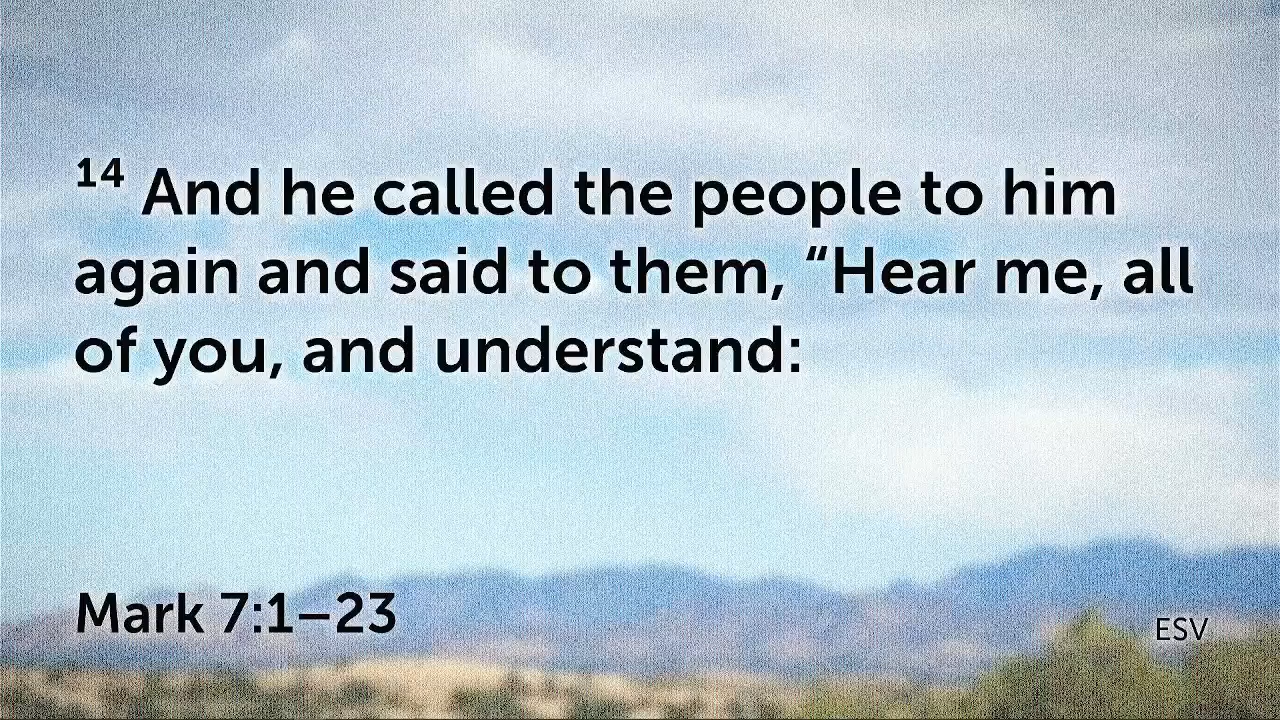 14 And he called the people to him
again and said to them, “Hear me, all
of you, and understand:
Mark 7:1–23
ESV